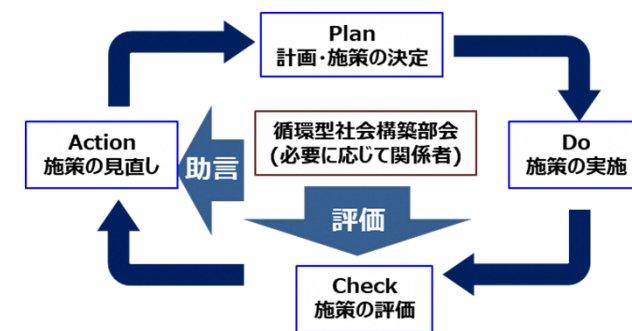 Plan
計画・施策の決定
循環型社会構築部会
(必要に応じて関係者)
Action
施策の見直し
助言
Do
施策の実施
評価
Check
施策の評価